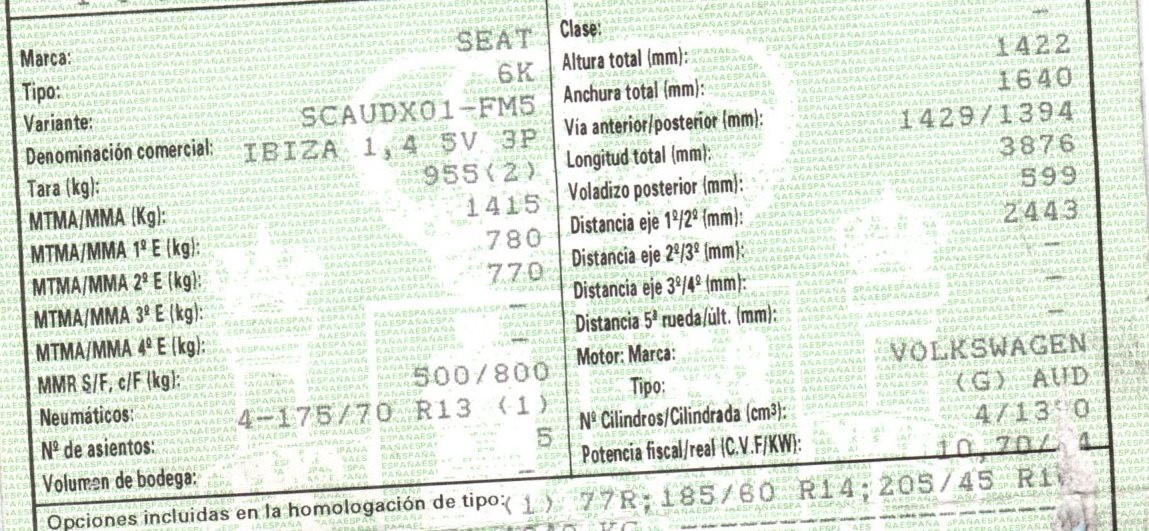 Marca: SEAT
Tipo: 6K
Variante: SCAUDX01-FM5
Denominación comercial: IBIZA 1,4 5V 3P
Tara (kg): 955(2)
MTMA/MMA (Kg): 1415
MTMA/MMA 1º E (kg): 780
MTMA/MMA 2º E (kg): 770
MTMA/MMA 3º E (kg): –
MTMA/MMA 4º E (kg): –
MMR S/F, c/F (kg): 500/800
Neumáticos: 4-175/70 R13 (1)
Nº de asientos: 5
Volumen de bodega: –
Clase: –
Altura total (mm): 1422
Anchura total (mm): 1640
Via anterior/posterior (mm): 1429/1394
Longitud total (mm): 3876
Voladizo posterior (mm): 599
Distancia eje 1º/2º (mm): 2443
Distancia eje 2º/3º (mm): –
Distancia eje 3º/4º (mm): –
Distancia 5ª rueda/últ. (mm): –
Motor: Marca: VOLKSWAGEN
Tipo: (G) AUD
Nº Cilindros/Cilindrada (cm³):
Potencia fiscal/real (C.V.F/KW):
Opciones incluidas en la homologación de tipo: (1) 77R;185/60 R14;205/45